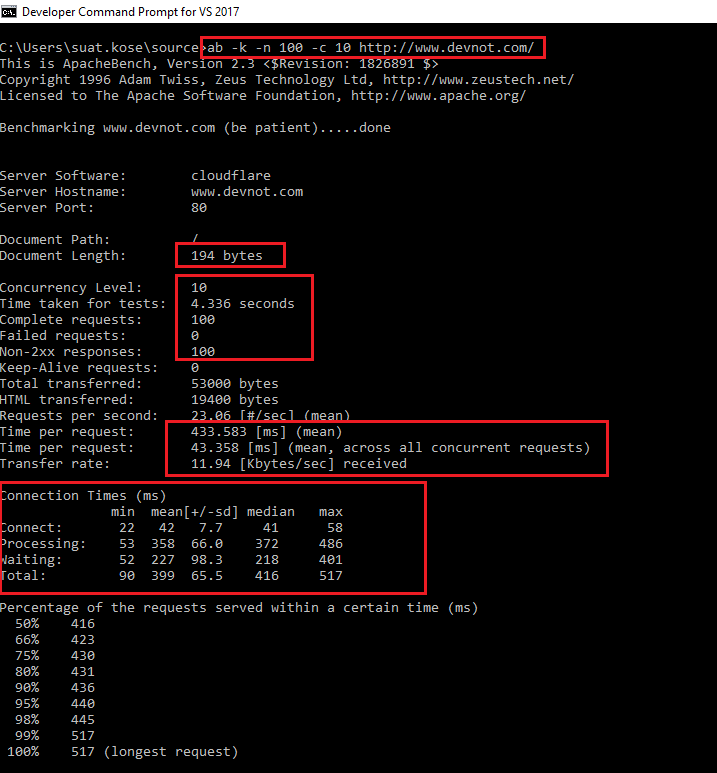 Developer Command Prompt for VS 2017
C:\Users\suat.kose\source>ab -k -n 100 -c 10 http://www.devnot.com/
This is ApacheBench, Version 2.3 <$Revision: 1826891 $>
Copyright 1996 Adam Twiss, Zeus Technology Ltd, http://www.zeustech.net/
Licensed to The Apache Software Foundation, http://www.apache.org/
Benchmarking www.devnot.com (be patient).....done
Server Software: cloudflare
Server Hostname: www.devnot.com
Server Port: 80
Document Path: /
Document Length: 194 bytes
Concurrency Level: 10
Time taken for tests: 4.336 seconds
Complete requests: 100
Failed requests: 0
Non-2xx responses: 100
Keep-Alive requests: 0
Total transferred: 53000 bytes
HTML transferred: 19400 bytes
Requests per second: 23.06 [#/sec] (mean)
Time per request: 433.583 [ms] (mean)
Time per request: 43.358 [ms] (mean, across all concurrent requests)
Transfer rate: 11.94 [Kbytes/sec] received
Connection Times (ms)
min mean[+/-sd] median max
Connect: 22 42 7.7 41 58
Processing: 53 358 66.0 372 486
Waiting: 52 227 98.3 218 401
Total: 90 399 65.5 416 517
Percentage of the requests served within a certain time (ms)
50% 416
66% 423
75% 430
80% 431
90% 436
95% 440
98% 445
99% 517
100% 517 (longest request)